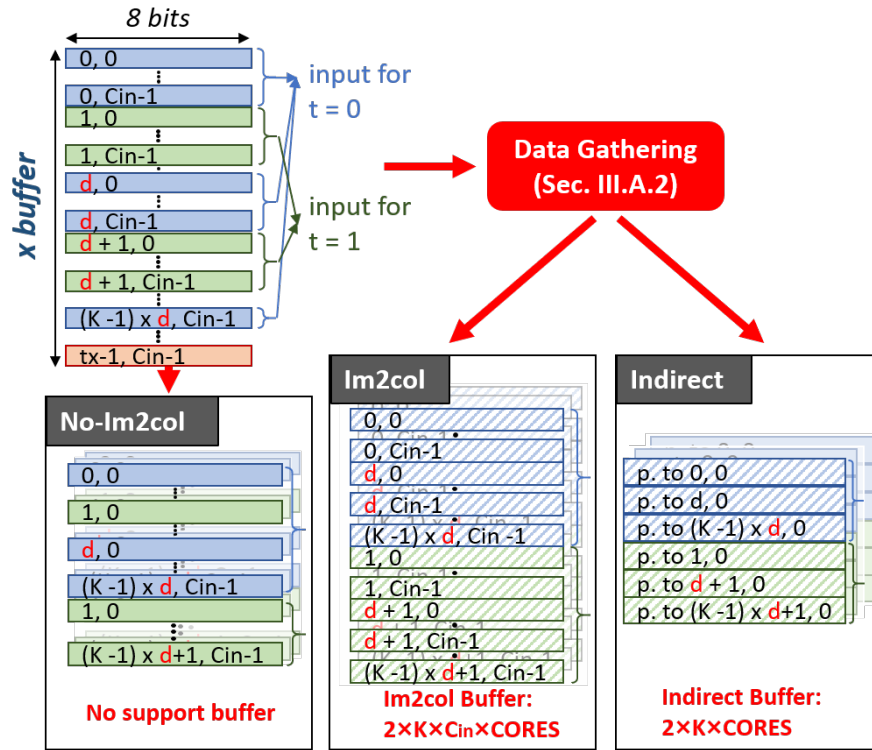 8 bits
x buffer
0, 0
0, Cin-1
1, 0
1, Cin-1
d, 0
d, Cin-1
d + 1, 0
d + 1, Cin-1
(K -1) x d, Cin-1
tx-1, Cin-1
input for
t = 0
input for
t = 1
Data Gathering
(Sec. III.A.2)
No-Im2col
0, 0
1, 0
d, 0
(K -1) x d, Cin-1
1, 0
(K -1) x d+1, Cin-1
No support buffer
Im2col
0, 0
0, Cin-1
d, 0
d, Cin-1
(K -1) x d, Cin -1
1, 0
1, Cin-1
d + 1, 0
d + 1, Cin-1
(K -1) x d+1, Cin-1
Im2col Buffer:
2×K×Cin×CORES
Indirect
p. to 0, 0
p. to d, 0
p. to (K -1) x d, 0
p. to 1, 0
p. to d + 1, 0
p. to (K -1) x d+1, 0
Indirect Buffer:
2×K×CORES